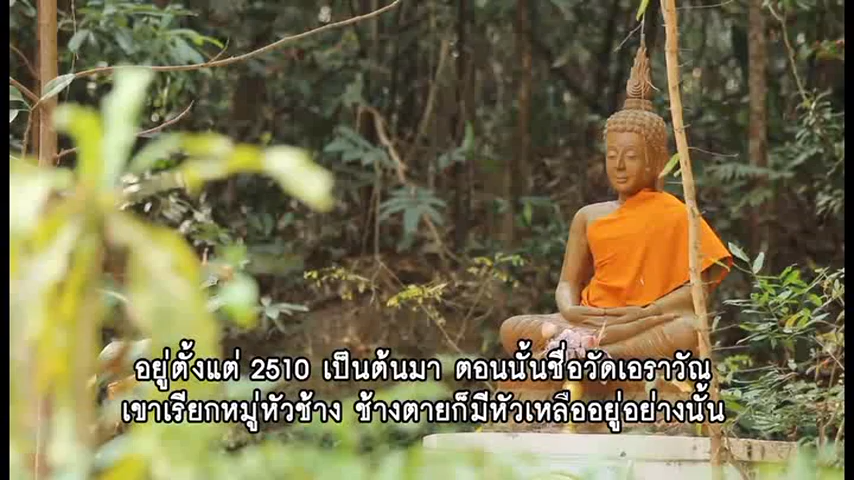 อยู่ตั้งแต่ 2510 เป็นต้นมา ตอนนั้นชื่อวัดเอราวัณ
เขาเรียกหมู่หัวช้าง ช้างตายก็มีหัวเหลืออยู่อย่างนั้น